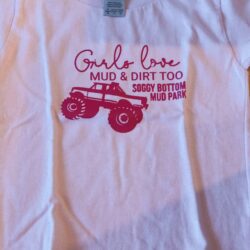 Girls love
MUD & DIRT TOO
SOGGY BOTTOM
MUD PARK